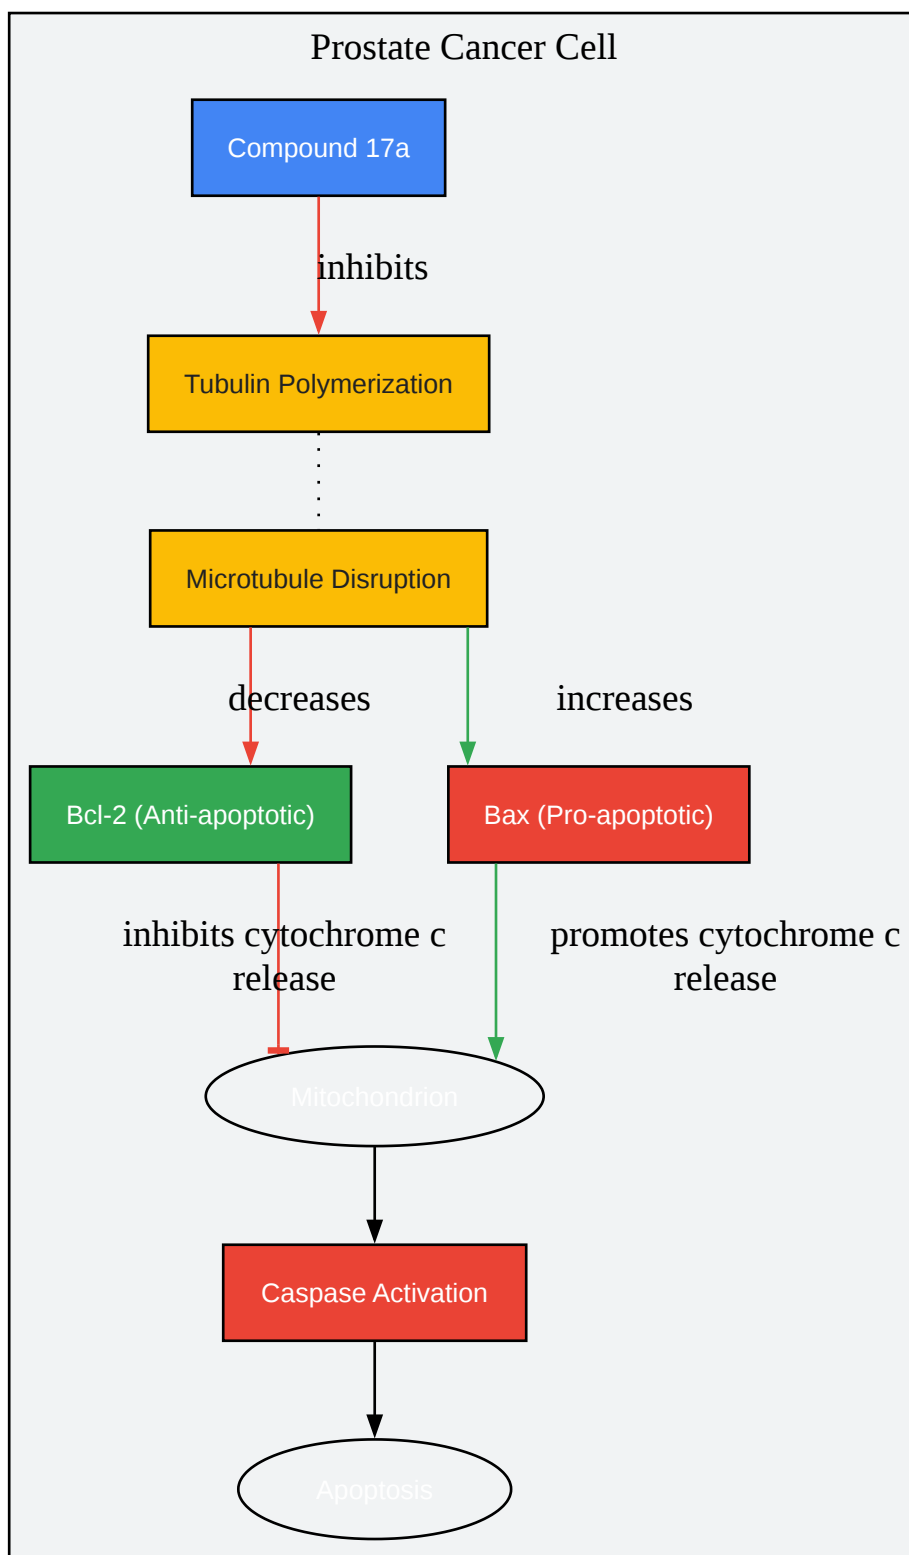 Prostate Cancer Cell
Compound 17a
inhibits
Tubulin Polymerization
Microtubule Disruption
decreases
increases
Bcl-2 (Anti-apoptotic)
Bax (Pro-apoptotic)
inhibits cytochrome c
release
promotes cytochrome c
release
Mitochondrion
Caspase Activation
Apoptosis